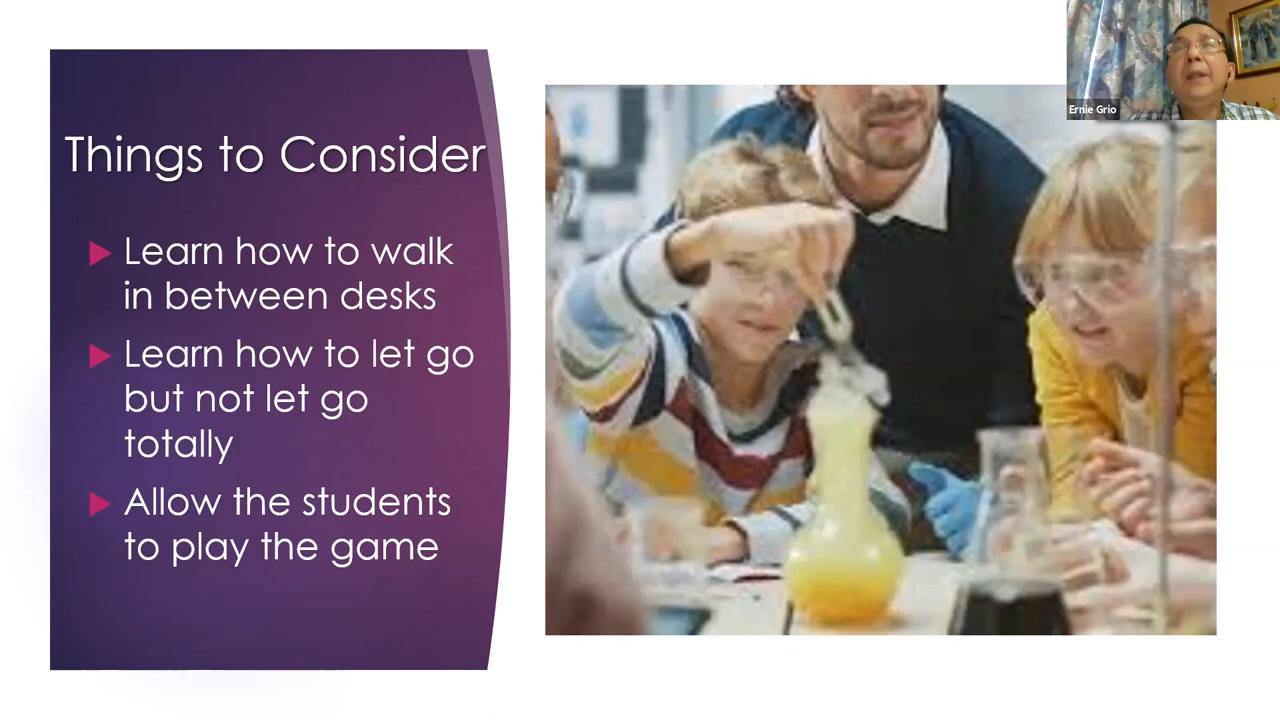 Things to Consider
Learn how to walk
in between desks
Learn how to let go
but not let go
totally
Allow the students
to play the game
Ernie Grio